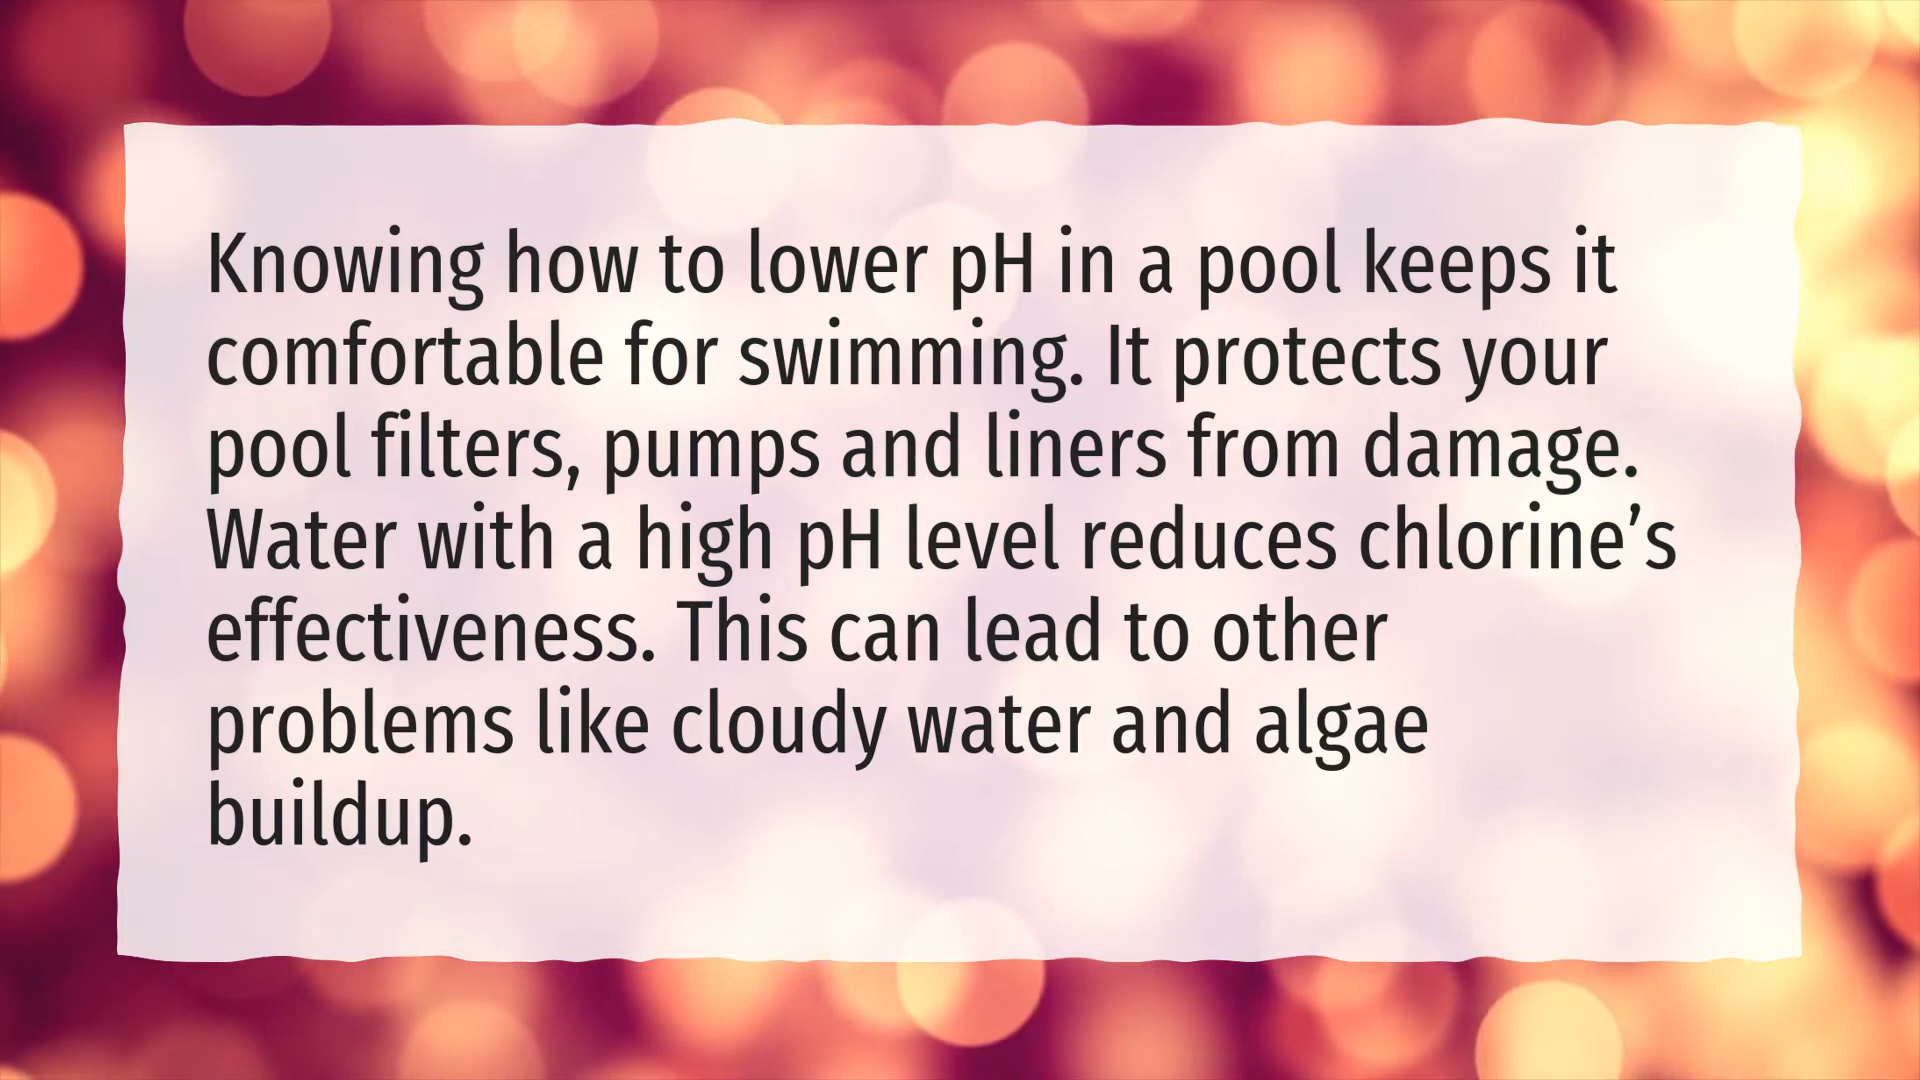 Knowing how to lower pH in a pool keeps it
comfortable for swimming. It protects your
pool filters, pumps and liners from damage.
Water with a high pH level reduces chlorine’s
effectiveness. This can lead to other
problems like cloudy water and algae
buildup.